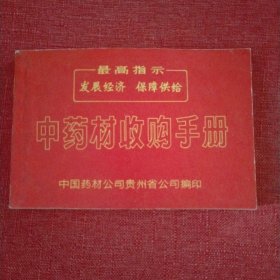 最高指示
发展经济 保障供给
中药材收购手册
中国药材公司贵州省公司编印